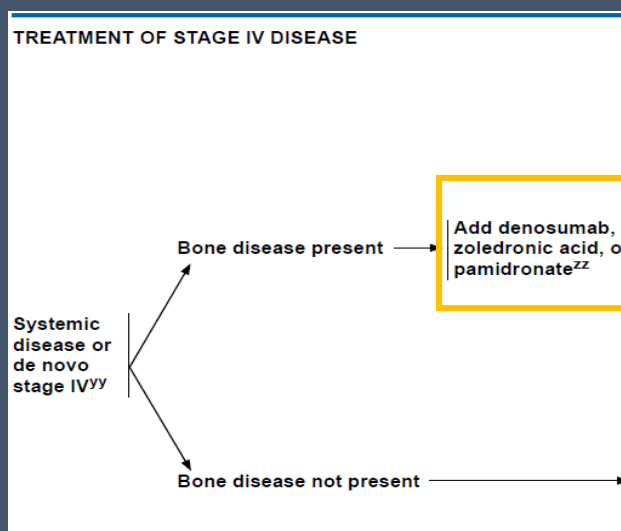 TREATMENT OF STAGE IV DISEASE
Add denosumab,
zoledronic acid, o
pamidronatezz
Bone disease present
Systemic
disease or
de novo
stage IVyy
Bone disease not present